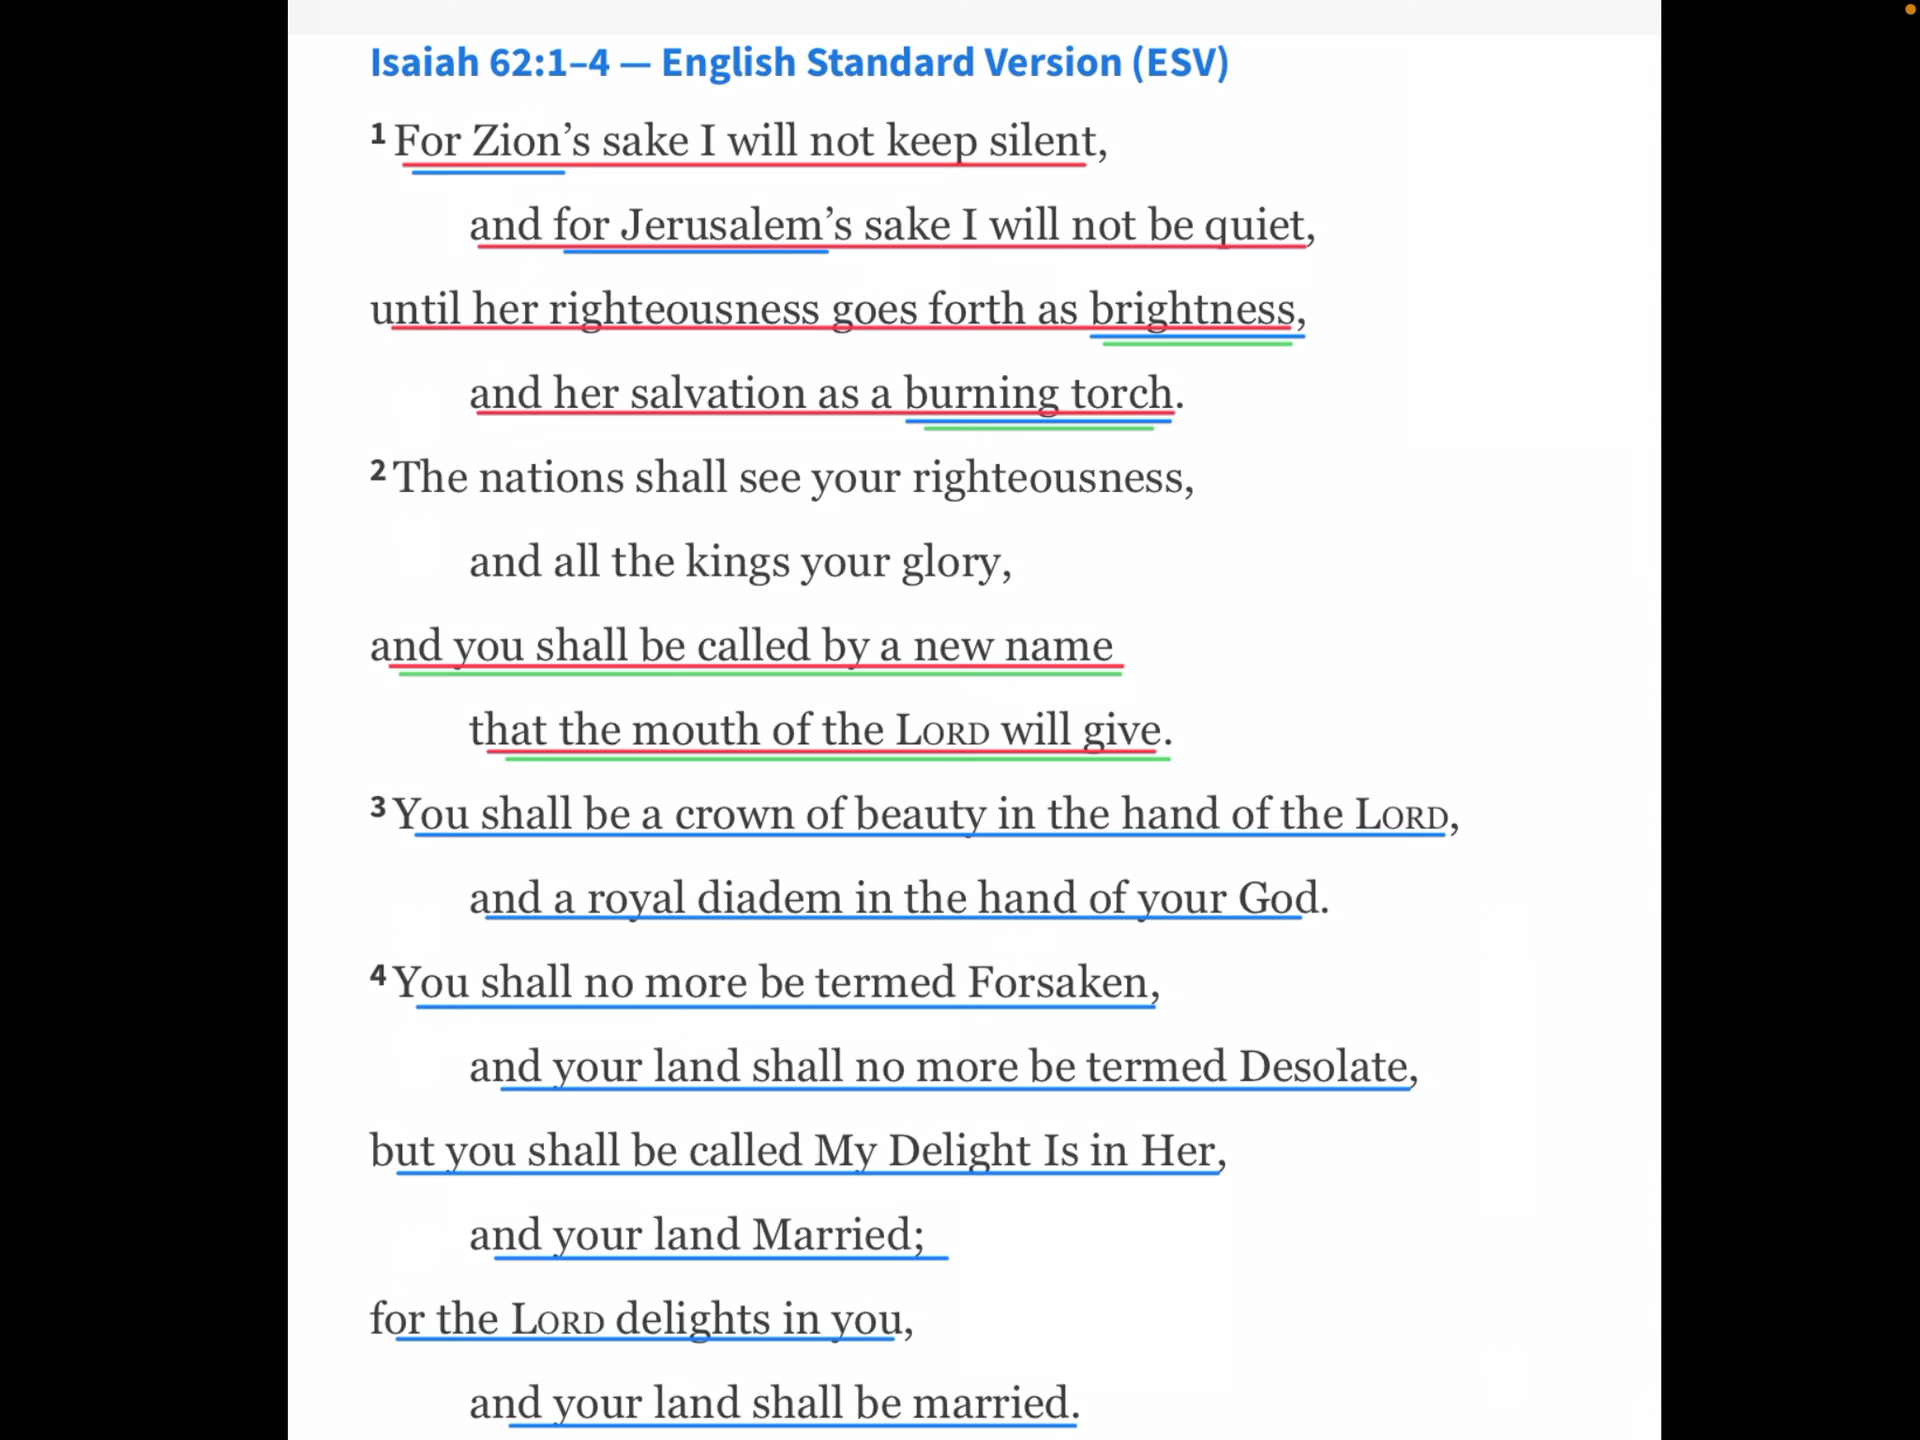 Isaiah 62:1–4 — English Standard Version (ESV)
1 For Zion’s sake I will not keep silent,
and for Jerusalem’s sake I will not be quiet,
until her righteousness goes forth as brightness,
and her salvation as a burning torch.
2 The nations shall see your righteousness,
and all the kings your glory,
and you shall be called by a new name
that the mouth of the LORD will give.
3 You shall be a crown of beauty in the hand of the LORD,
and a royal diadem in the hand of your God.
4 You shall no more be termed Forsaken,
and your land shall no more be termed Desolate,
but you shall be called My Delight Is in Her,
and your land Married;
for the LORD delights in you,
and your land shall be married.